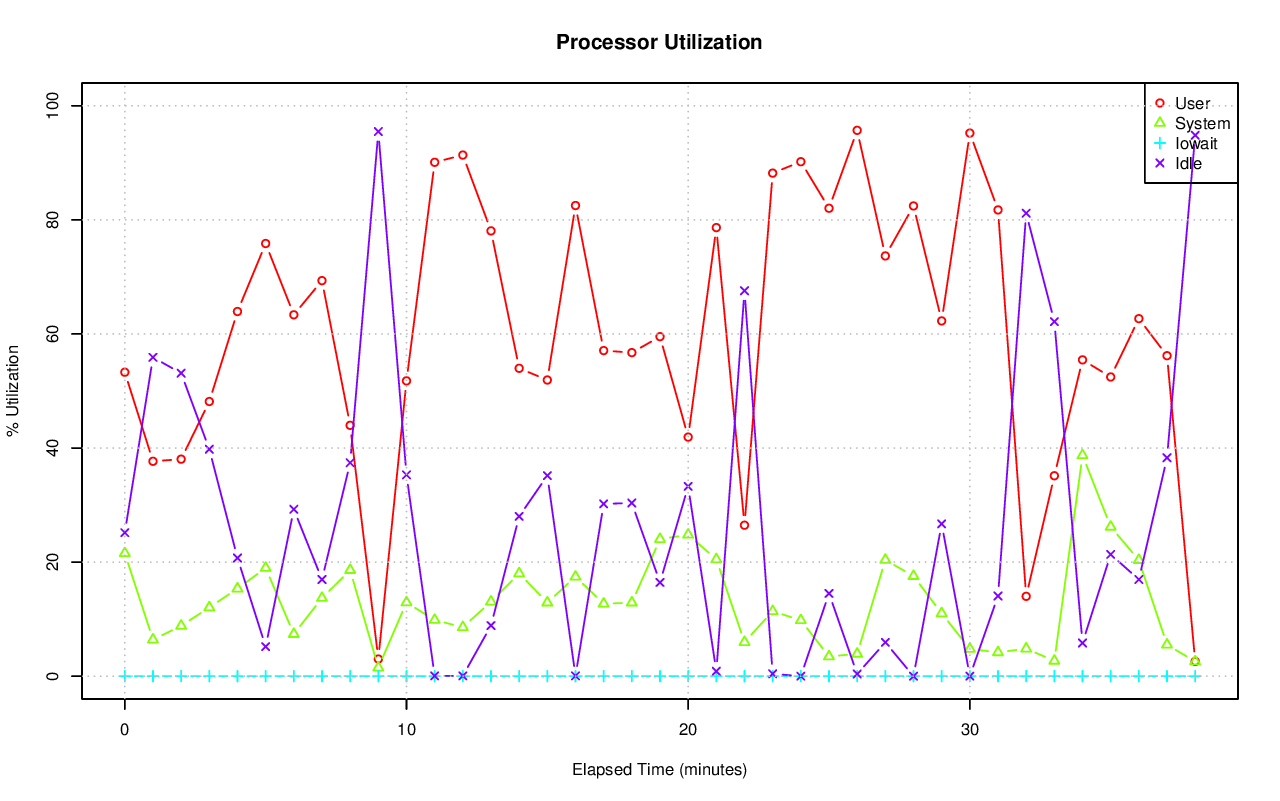 Processor Utilization
% Utilization
100
80
60
40
20
0
User
System
Iowait
Idle
0 10 20 30
Elapsed Time (minutes)